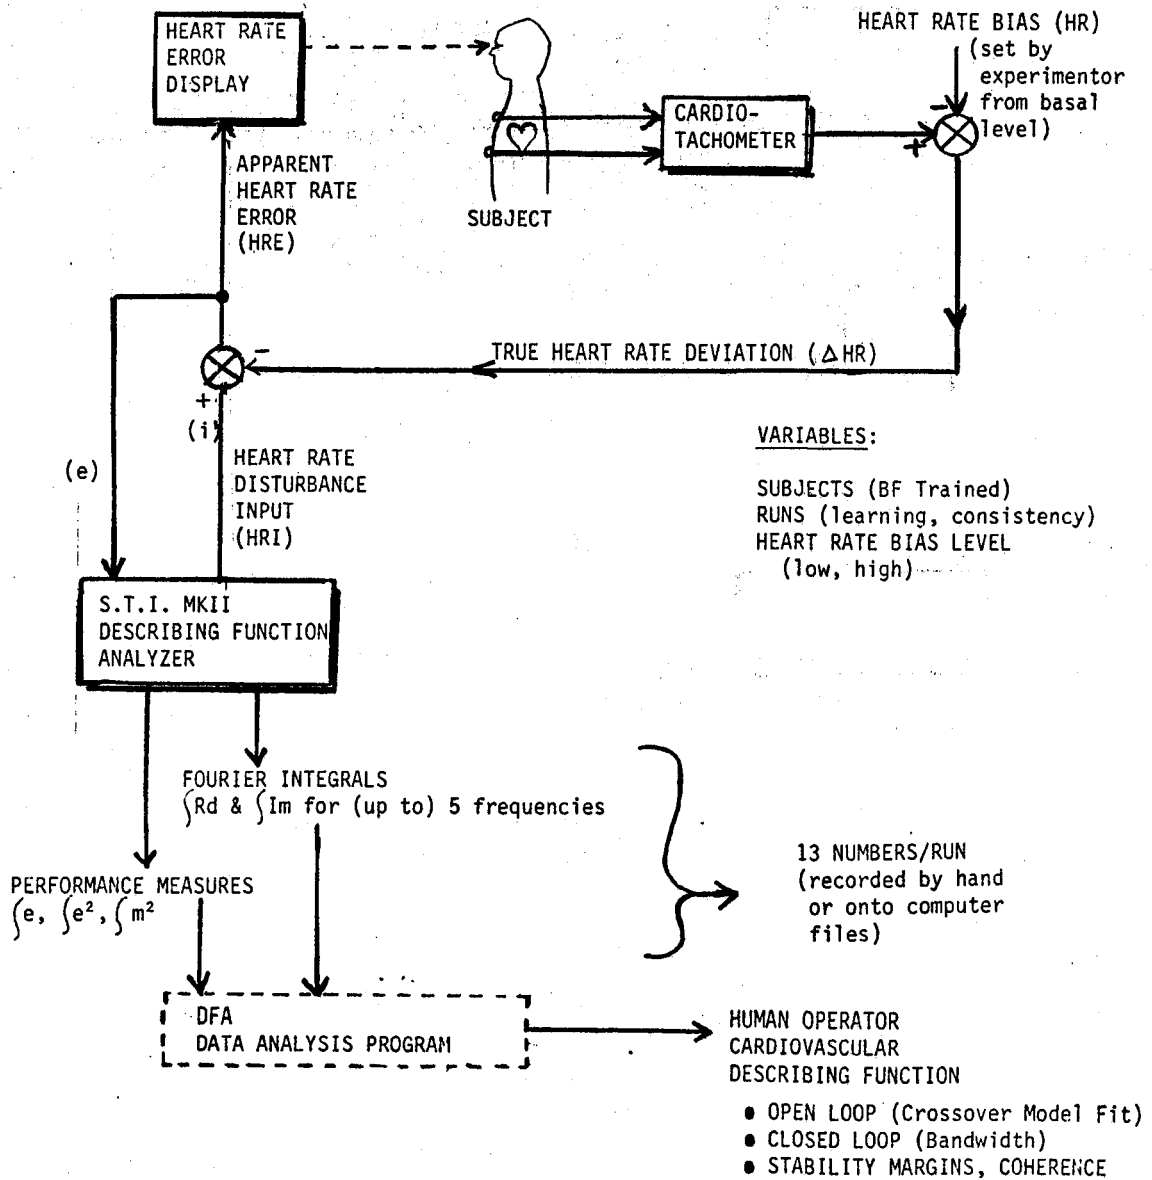 HEART RATE
ERROR
DISPLAY
HEART RATE BIAS (HR)
(set by
experimentor
from basal
level)
CARDIO-
TACHOMETER
-
+
SUBJECT
APPARENT
HEART RATE
ERROR
(HRE)
TRUE HEART RATE DEVIATION (ΔHR)
-
+
(i)
(e)
HEART RATE
DISTURBANCE
INPUT
(HRI)
VARIABLES:
SUBJECTS (BF Trained)
RUNS (learning, consistency)
HEART RATE BIAS LEVEL
(low, high)
S.T.I. MKII
DESCRIBING FUNCTION
ANALYZER
FOURIER INTEGRALS
∫Rd & ∫Im for (up to) 5 frequencies
PERFORMANCE MEASURES
∫e, ∫e², ∫m²
13 NUMBERS/RUN
(recorded by hand
or onto computer
files)
DFA
DATA ANALYSIS PROGRAM
HUMAN OPERATOR
CARDIOVASCULAR
DESCRIBING FUNCTION
● OPEN LOOP (Crossover Model Fit)
● CLOSED LOOP (Bandwidth)
● STABILITY MARGINS, COHERENCE